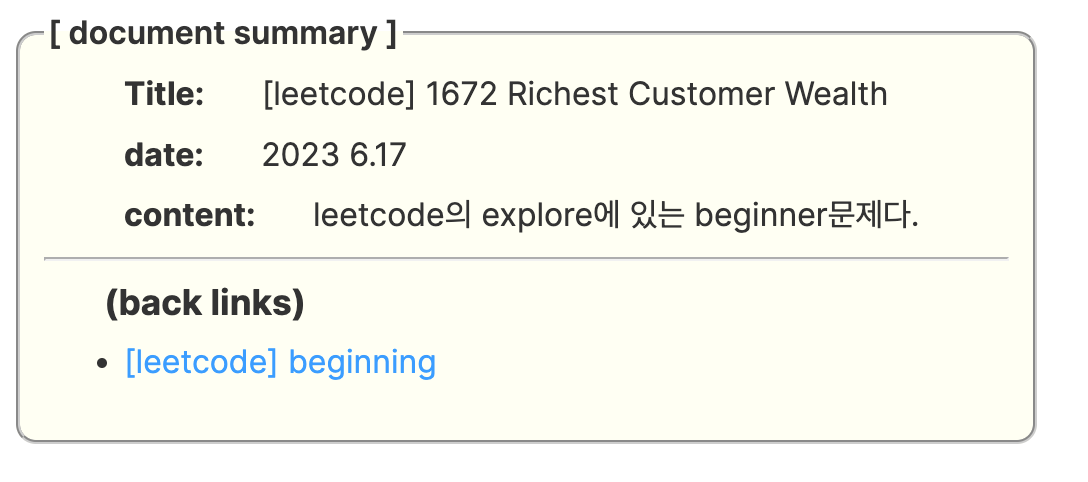 [ document summary ]
Title: [leetcode] 1672 Richest Customer Wealth
date: 2023 6.17
content: leetcode의 explore에 있는 beginner문제다.
(back links)
• [leetcode] beginning